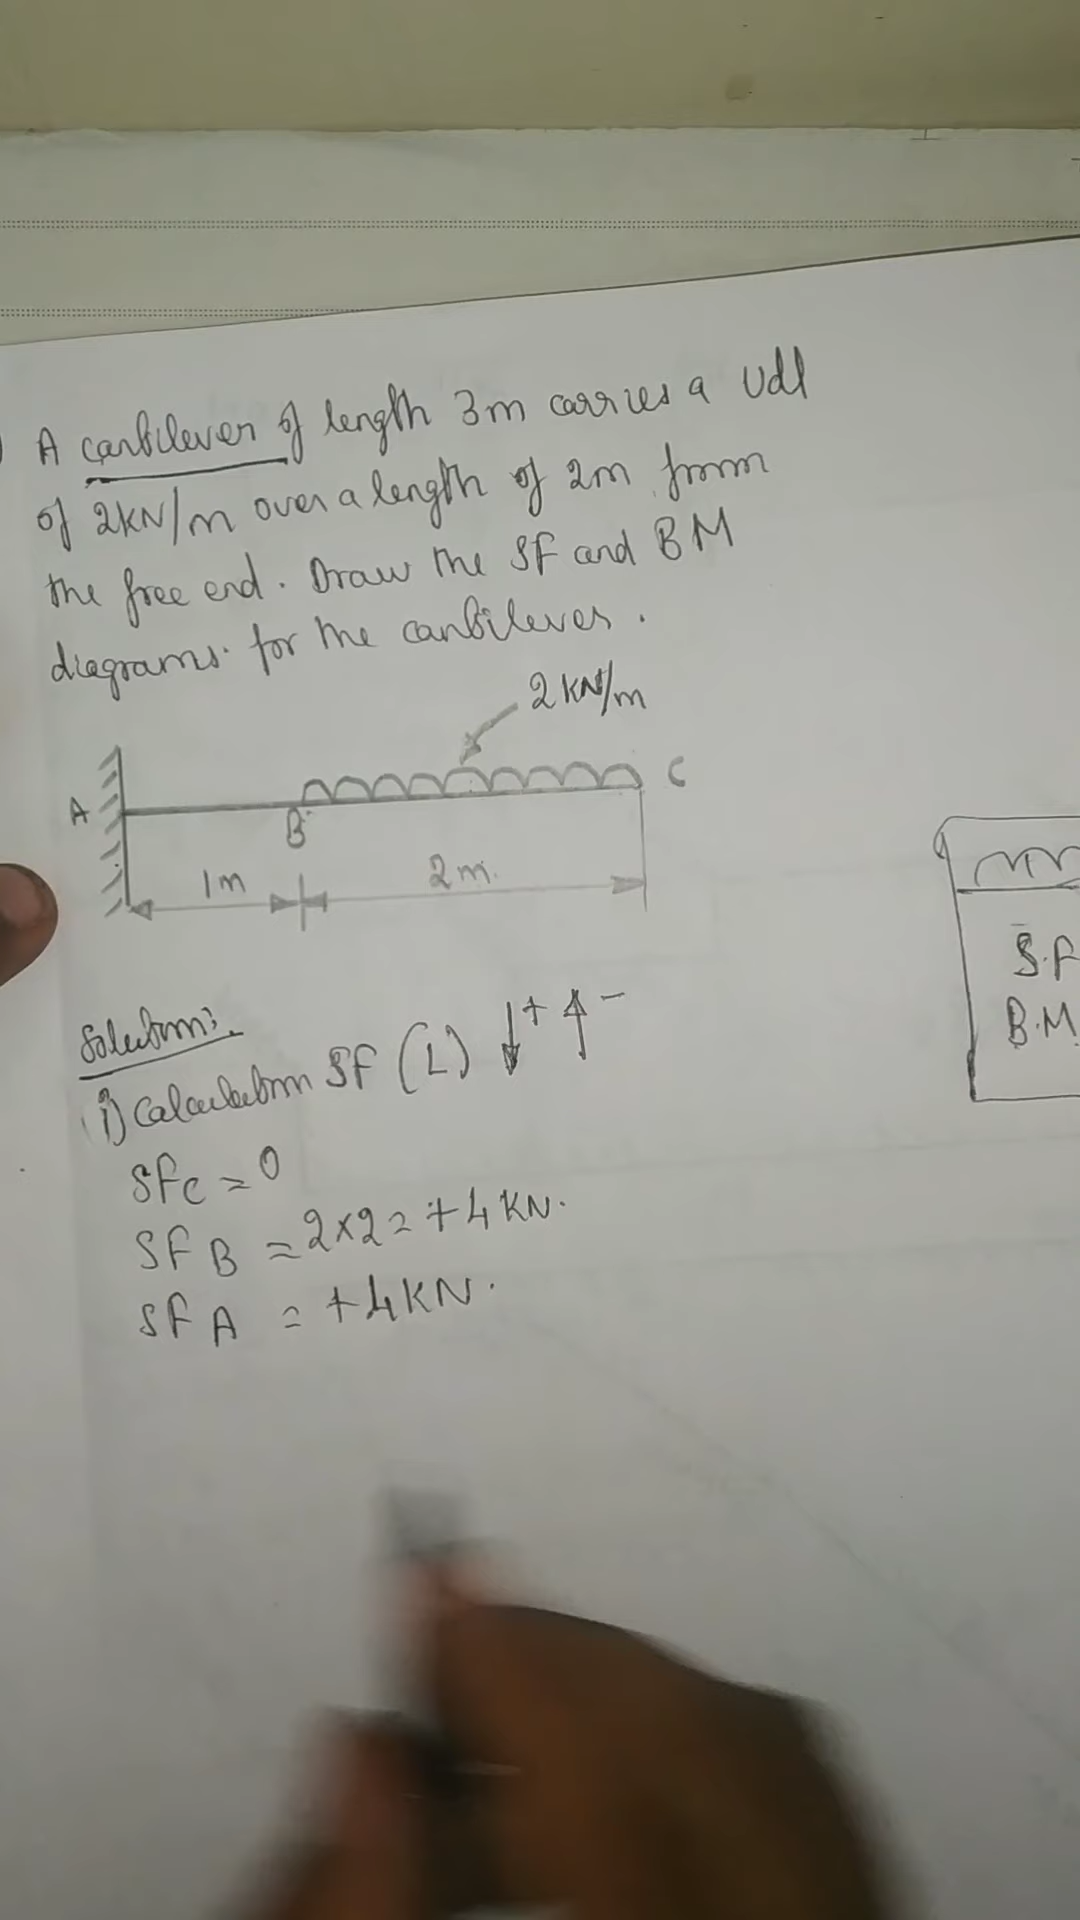 A cantilever of length 3m carries a Udl
of 2KN/m over a length of 2m from
the free end. Draw the SF and BM
diagrams. for the cantilever.
2 KN/m
A
B
C
1m
2m.
Solution:
i) Calculation SF (L) ↓+ ↑-
SFC = 0
SF B = 2×2 = +4 KN.
SF A = +4KN.
S.F
B.M